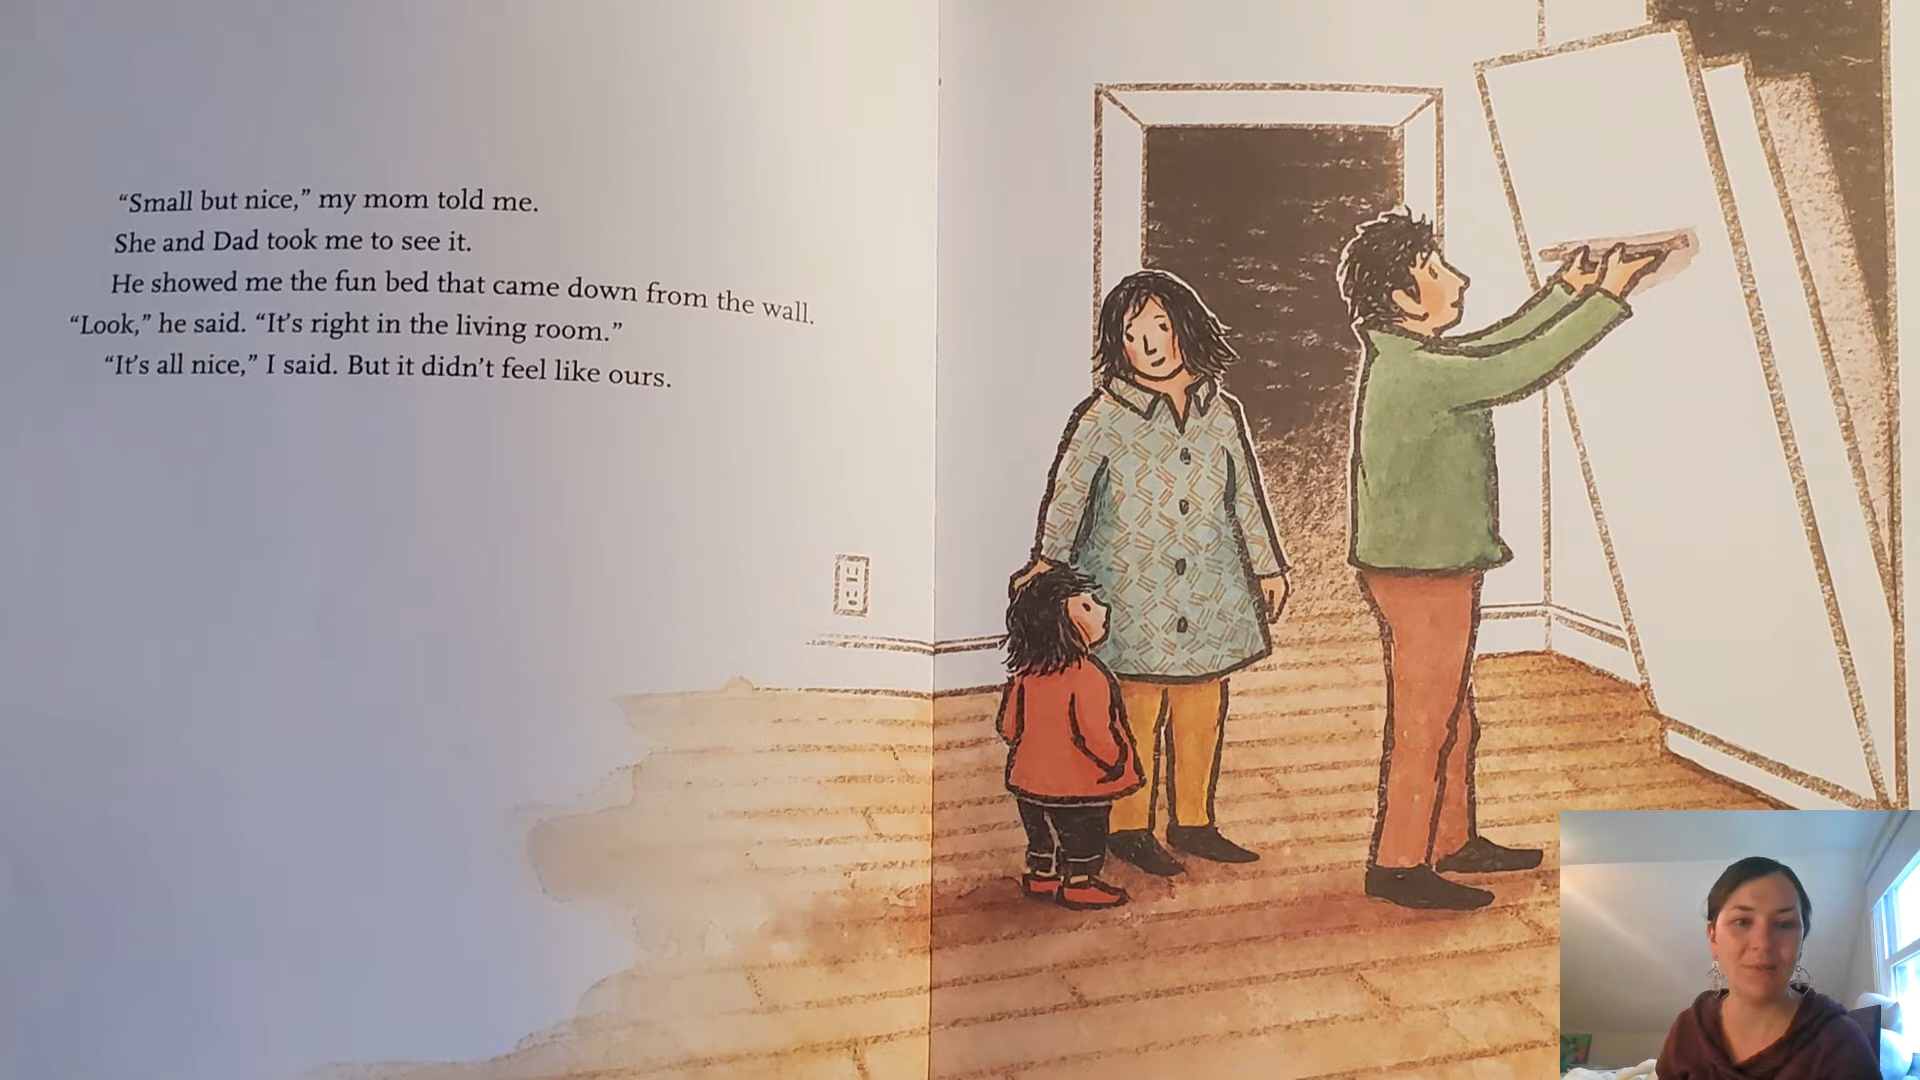 “Small but nice,” my mom told me.
She and Dad took me to see it.
He showed me the fun bed that came down from the wall.
“Look,” he said. “It’s right in the living room.”
“It’s all nice,” I said. But it didn’t feel like ours.